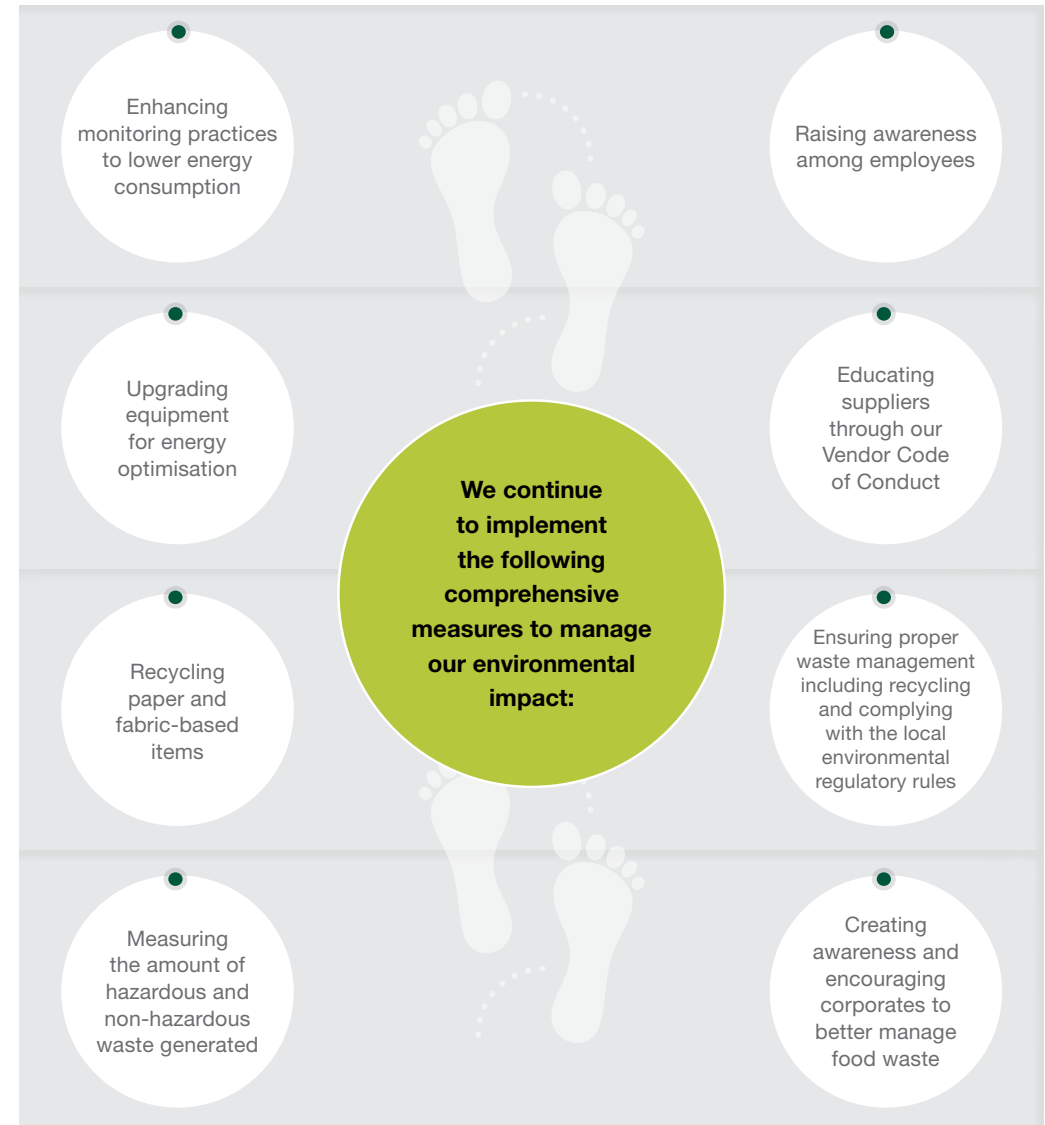 Enhancing
monitoring practices
to lower energy
consumption
Raising awareness
among employees
Upgrading
equipment
for energy
optimisation
Educating
suppliers
through our
Vendor Code
of Conduct
We continue
to implement
the following
comprehensive
measures to manage
our environmental
impact:
Recycling
paper and
fabric-based
items
Ensuring proper
waste management
including recycling
and complying
with the local
environmental
regulatory rules
Measuring
the amount of
hazardous and
non-hazardous
waste generated
Creating
awareness and
encouraging
corporates to
better manage
food waste